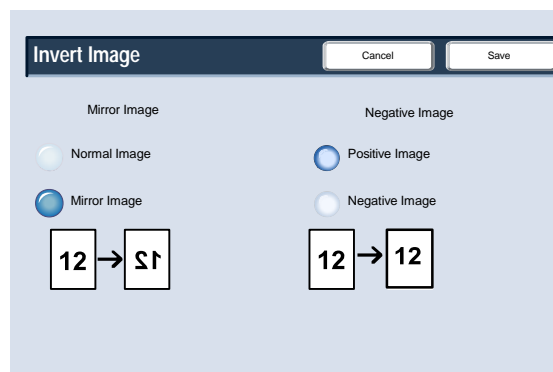 Invert Image
Cancel
Save
Mirror Image
Normal Image
Mirror Image
12 → 12
Negative Image
Positive Image
Negative Image
12 → 12